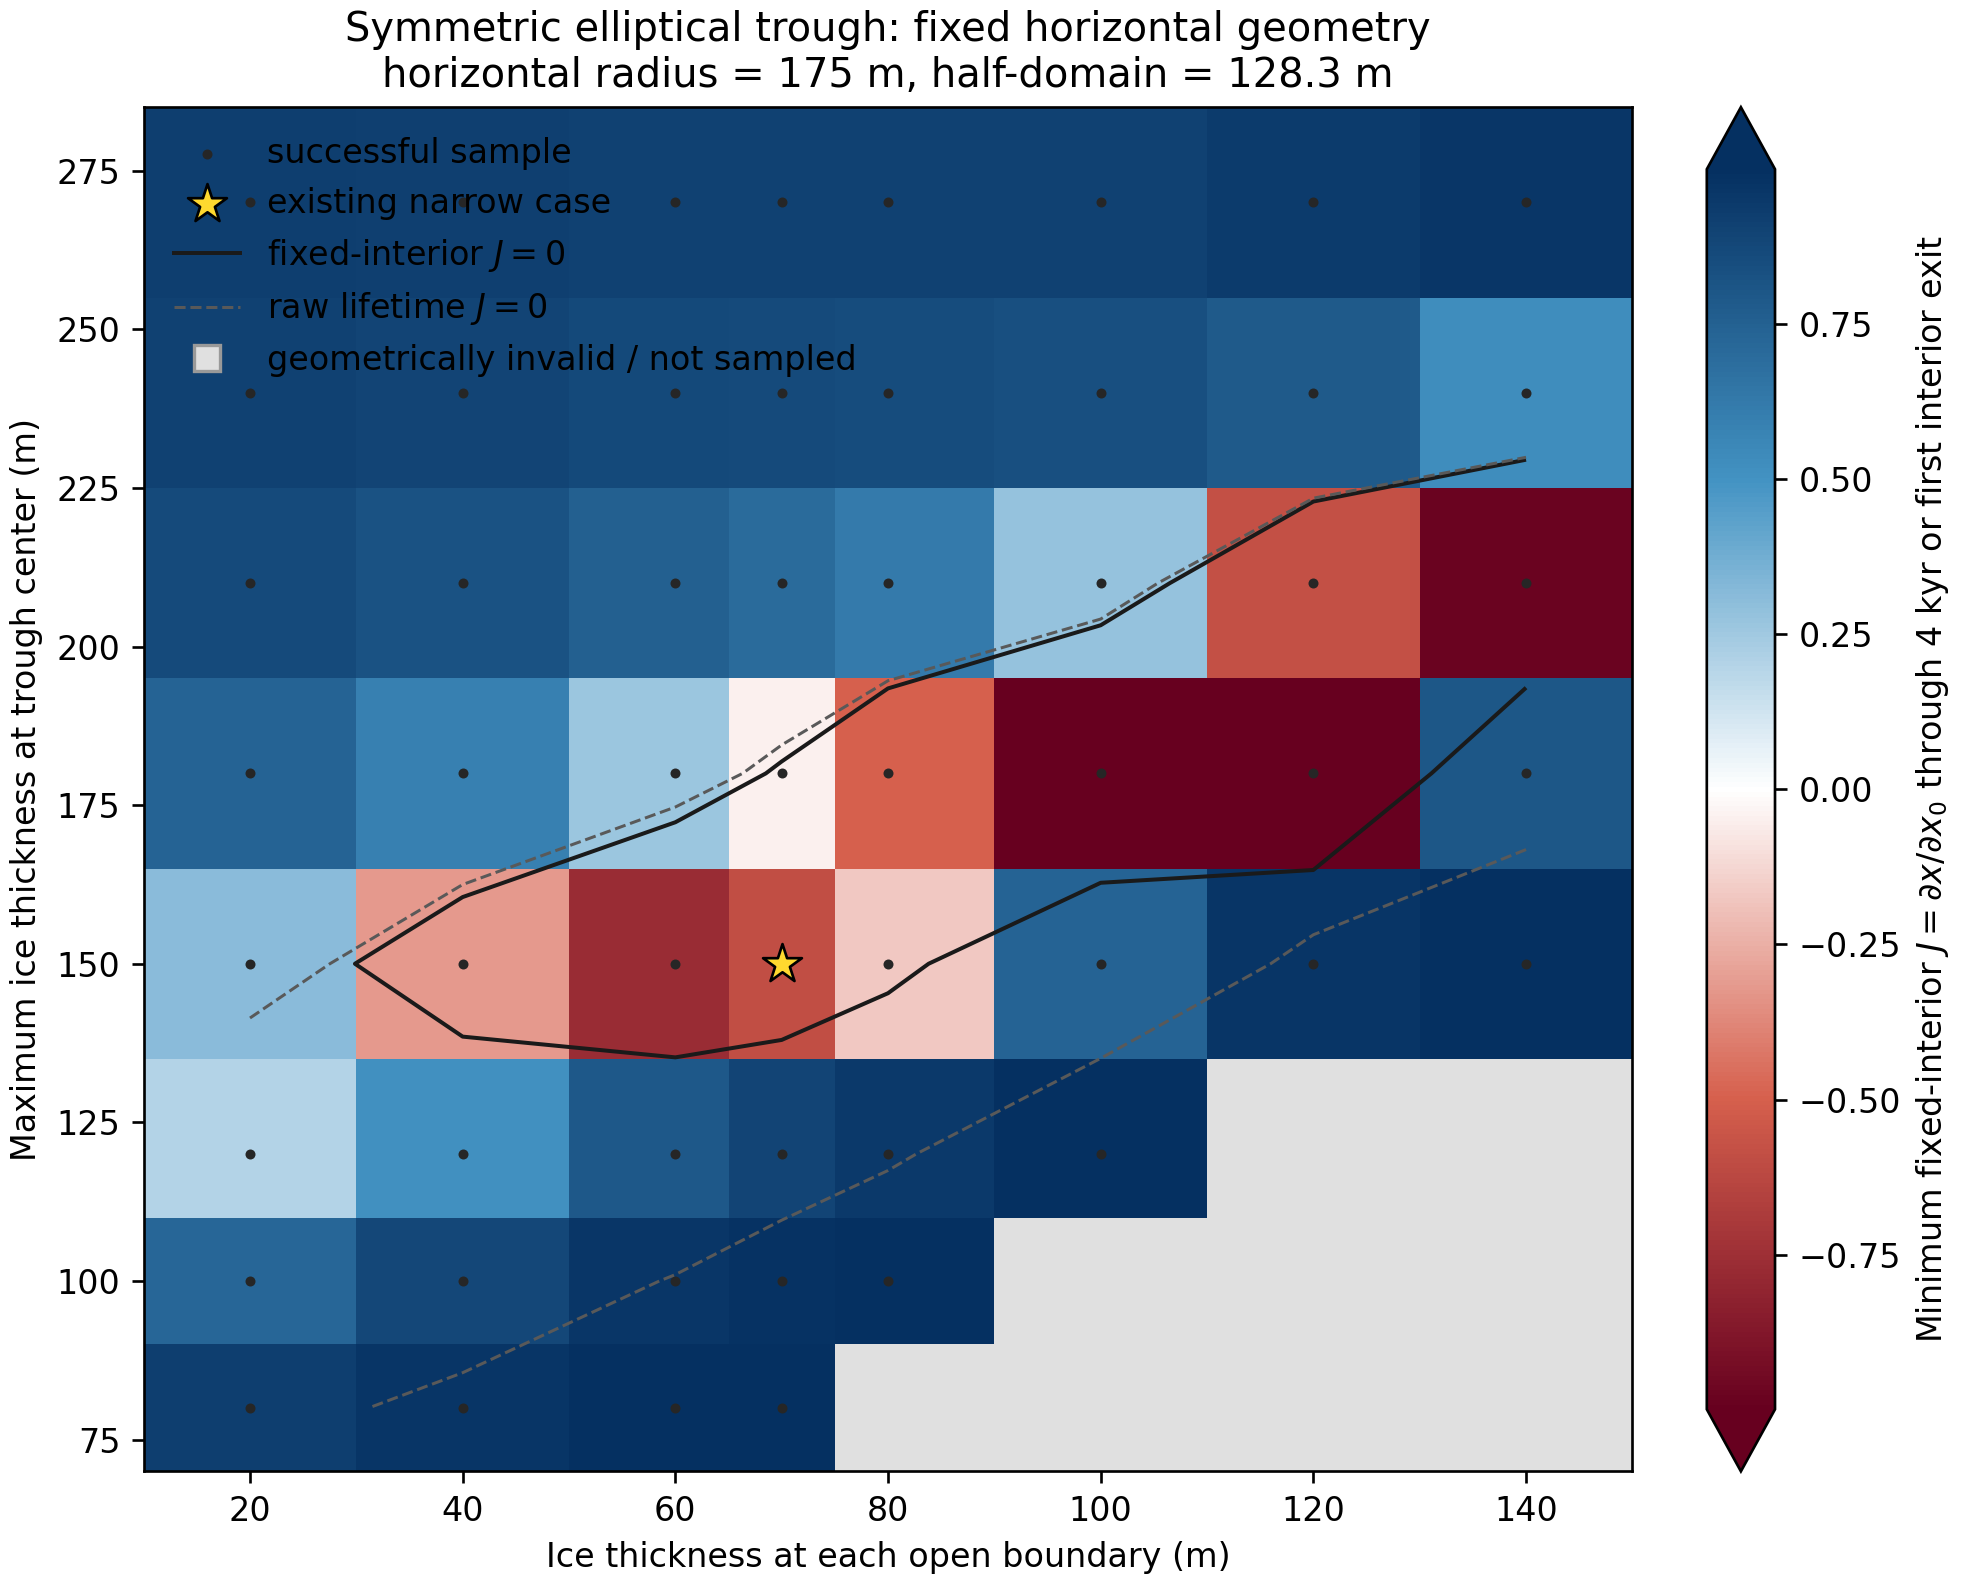 Symmetric elliptical trough: fixed horizontal geometry
horizontal radius = 175 m, half-domain = 128.3 m
successful sample
existing narrow case
fixed-interior J = 0
raw lifetime J = 0
geometrically invalid / not sampled
Maximum ice thickness at trough center (m)
275
250
225
200
175
150
125
100
75
20 40 60 80 100 120 140
Ice thickness at each open boundary (m)
0.75
0.50
0.25
0.00
−0.25
−0.50
−0.75
Minimum fixed-interior J = ∂x/∂x₀ through 4 kyr or first interior exit